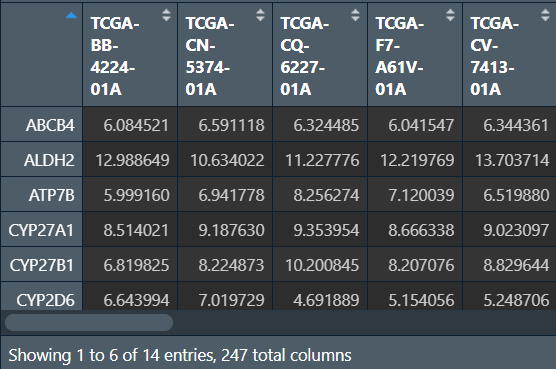 TCGA-BB-4224-01A TCGA-CN-5374-01A TCGA-CQ-6227-01A TCGA-F7-A61V-01A TCGA-CV-7413-01A
ABCB4 6.084521 6.591118 6.324485 6.041547 6.344361
ALDH2 12.988649 10.634022 11.227776 12.219769 13.703714
ATP7B 5.999160 6.941778 8.256274 7.120039 6.519880
CYP27A1 8.514021 9.187630 9.353954 8.666338 9.023097
CYP27B1 6.819825 8.224873 10.200845 8.207076 8.829644
CYP2D6 6.643994 7.019729 4.691889 5.154056 5.248706
Showing 1 to 6 of 14 entries, 247 total columns